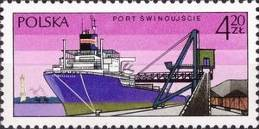 POLSKA
PORT ŚWINOUJŚCIE
4.20
ZŁ